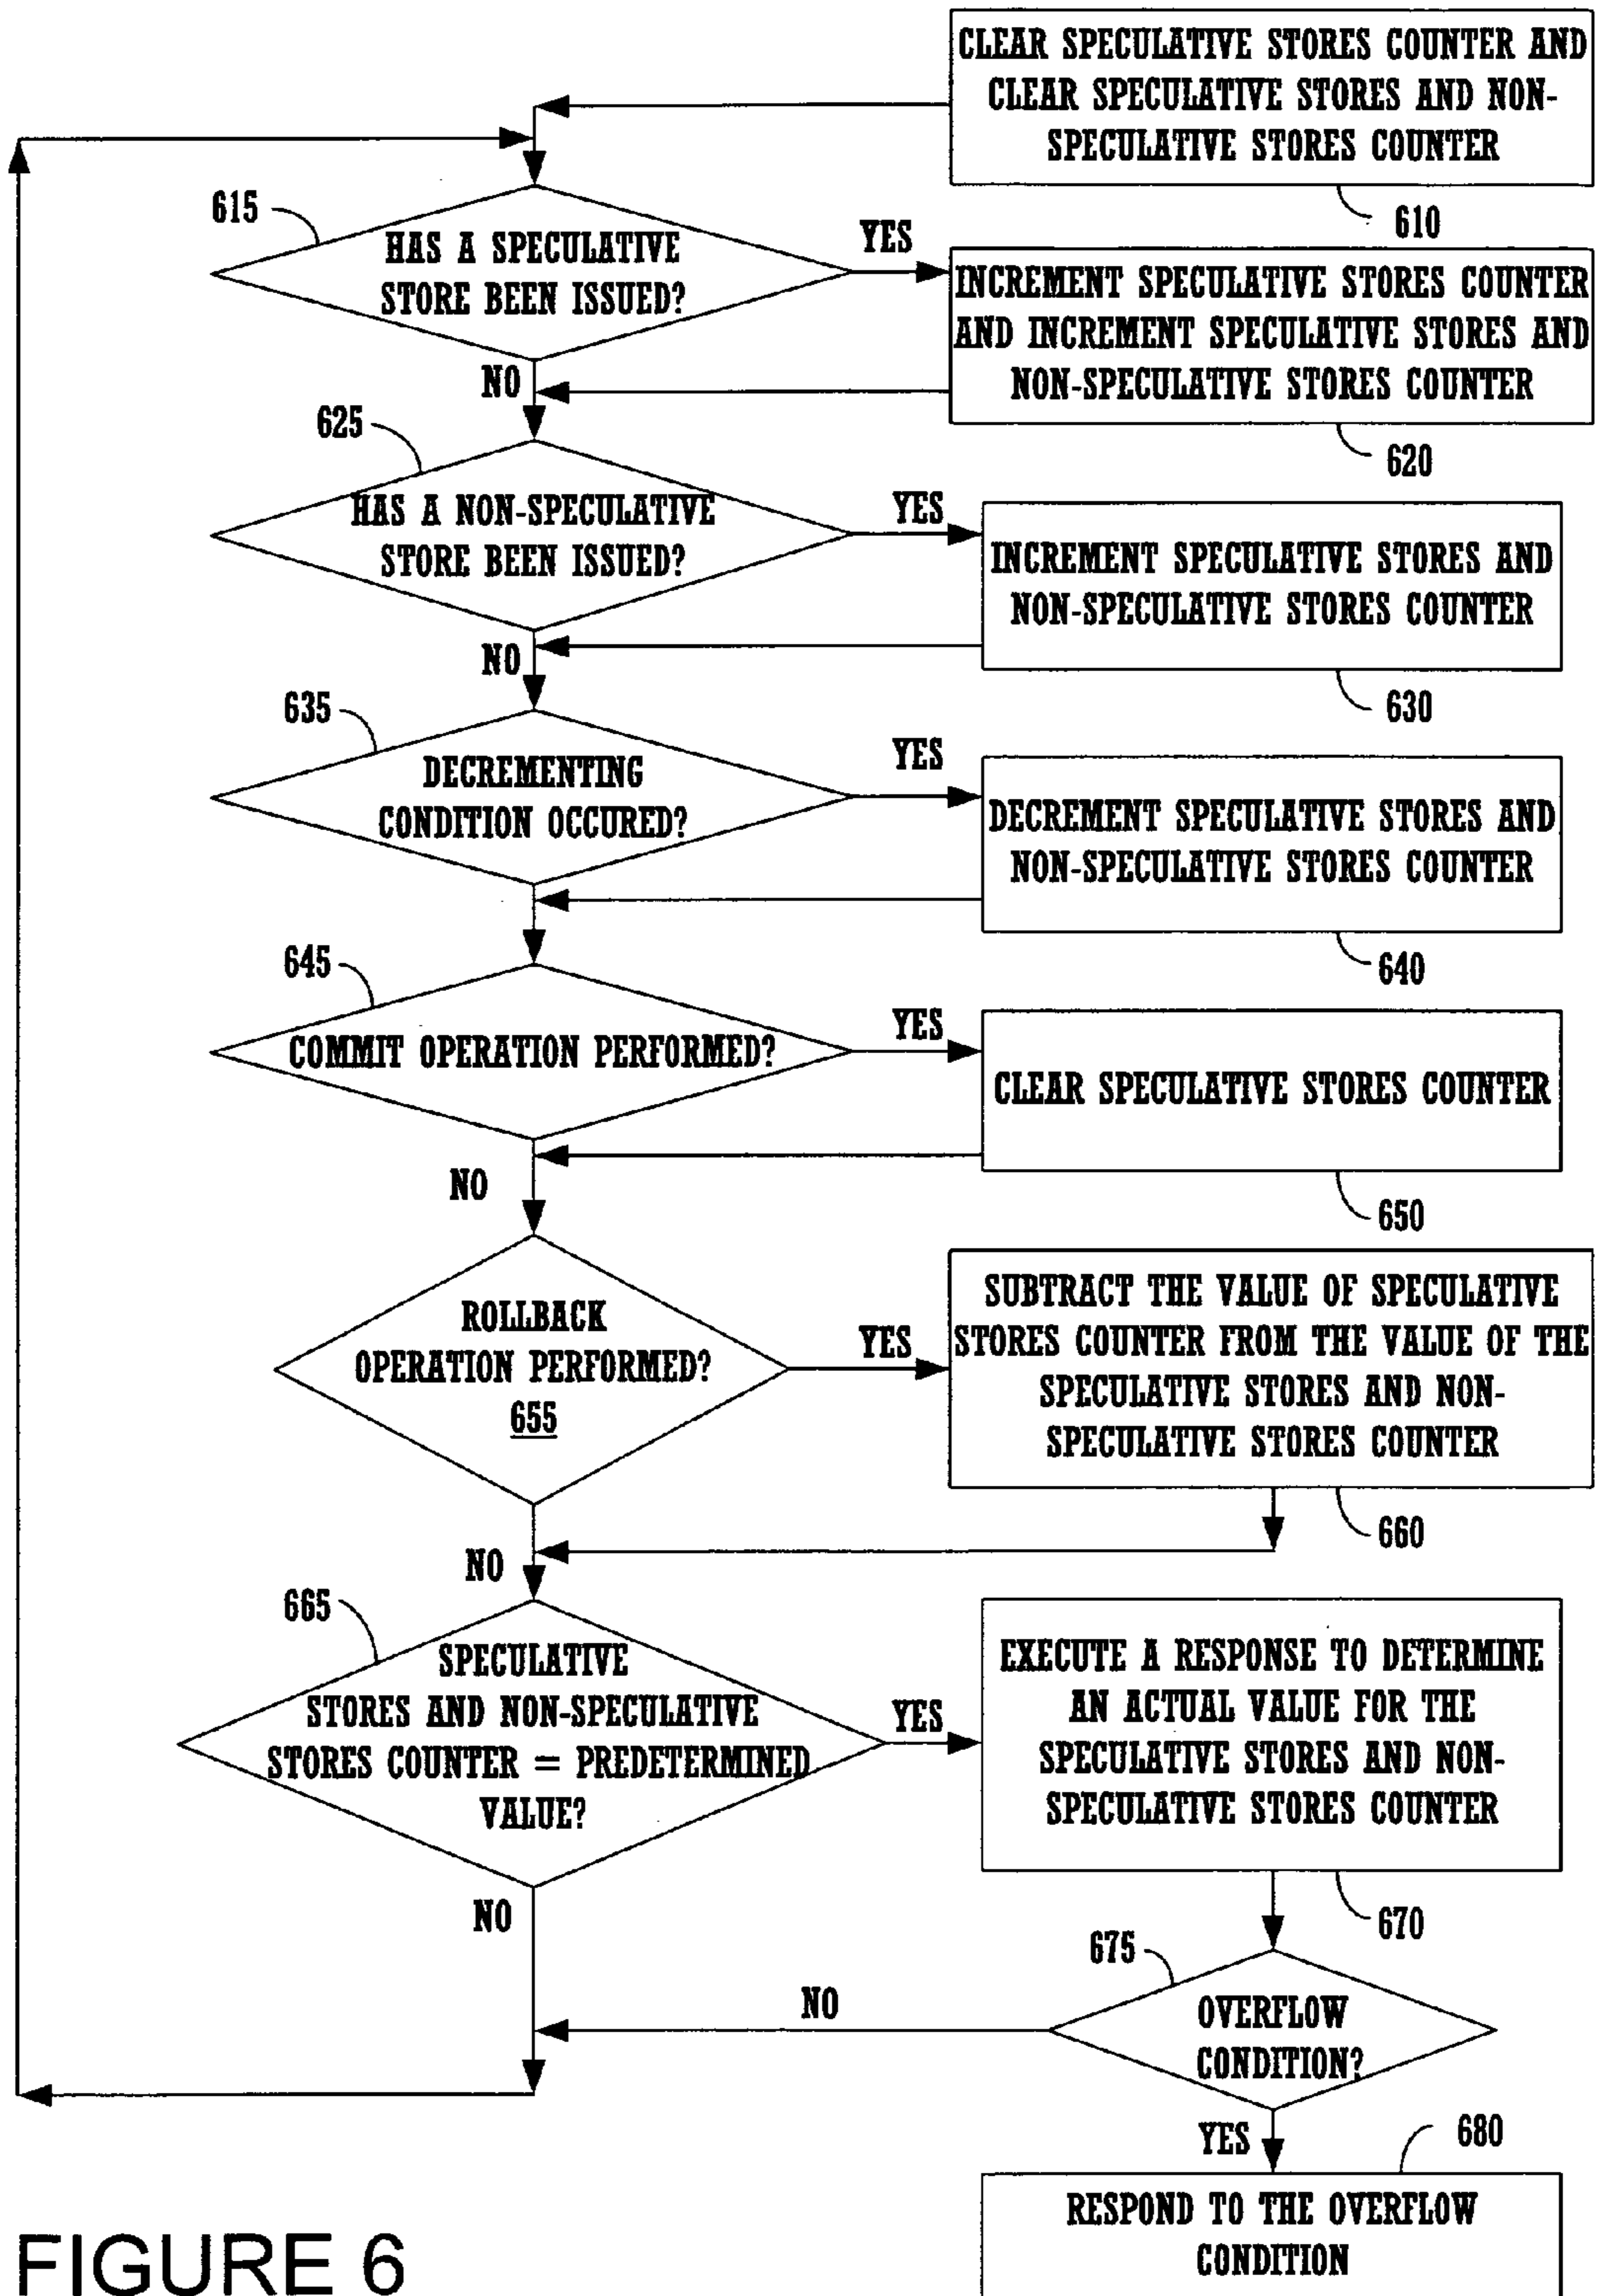 CLEAR SPECULATIVE STORES COUNTER AND
CLEAR SPECULATIVE STORES AND NON-
SPECULATIVE STORES COUNTER
610
615
HAS A SPECULATIVE
STORE BEEN ISSUED?
YES
NO
INCREMENT SPECULATIVE STORES COUNTER
AND INCREMENT SPECULATIVE STORES AND
NON-SPECULATIVE STORES COUNTER
620
625
HAS A NON-SPECULATIVE
STORE BEEN ISSUED?
YES
NO
INCREMENT SPECULATIVE STORES AND
NON-SPECULATIVE STORES COUNTER
630
635
DECREMENTING
CONDITION OCCURED?
YES
DECREMENT SPECULATIVE STORES AND
NON-SPECULATIVE STORES COUNTER
640
645
COMMIT OPERATION PERFORMED?
YES
NO
CLEAR SPECULATIVE STORES COUNTER
650
ROLLBACK
OPERATION PERFORMED?
655
YES
NO
SUBTRACT THE VALUE OF SPECULATIVE
STORES COUNTER FROM THE VALUE OF THE
SPECULATIVE STORES AND NON-
SPECULATIVE STORES COUNTER
660
665
SPECULATIVE
STORES AND NON-SPECULATIVE
STORES COUNTER = PREDETERMINED
VALUE?
YES
NO
EXECUTE A RESPONSE TO DETERMINE
AN ACTUAL VALUE FOR THE
SPECULATIVE STORES AND NON-
SPECULATIVE STORES COUNTER
670
675
OVERFLOW
CONDITION?
NO
YES
680
RESPOND TO THE OVERFLOW
CONDITION
FIGURE 6